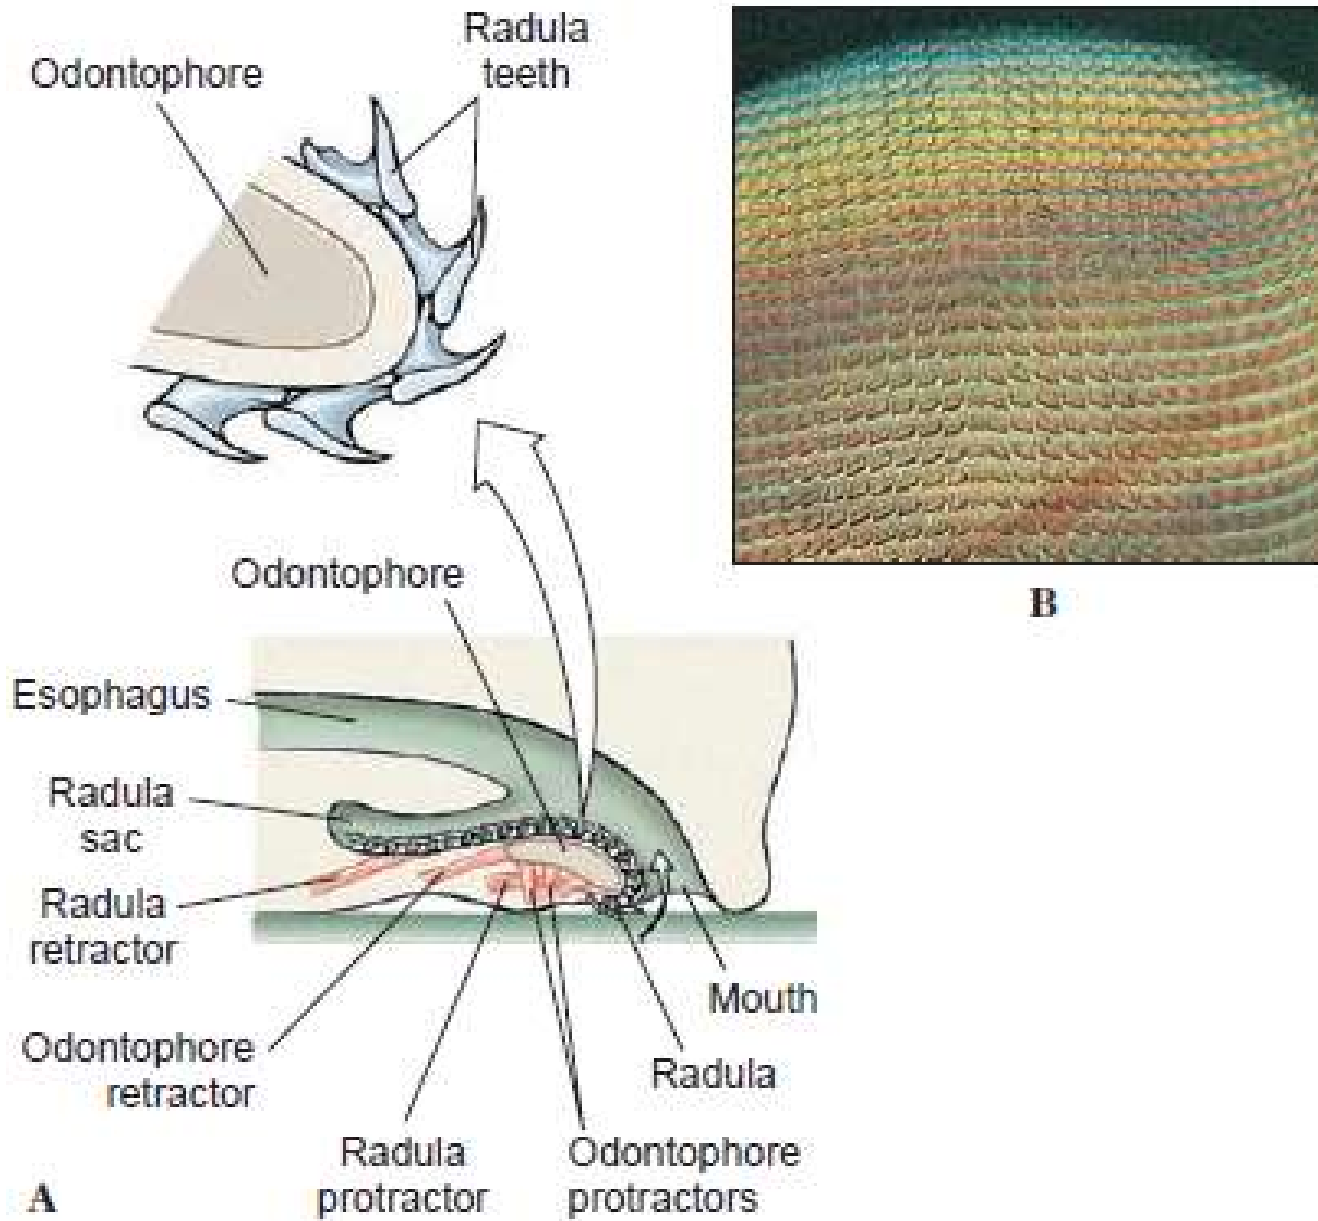 Radula
teeth
Odontophore
B
Odontophore
Esophagus
Radula
sac
Radula
retractor
Mouth
Odontophore
retractor
Radula
Radula
protractor
Odontophore
protractors
A